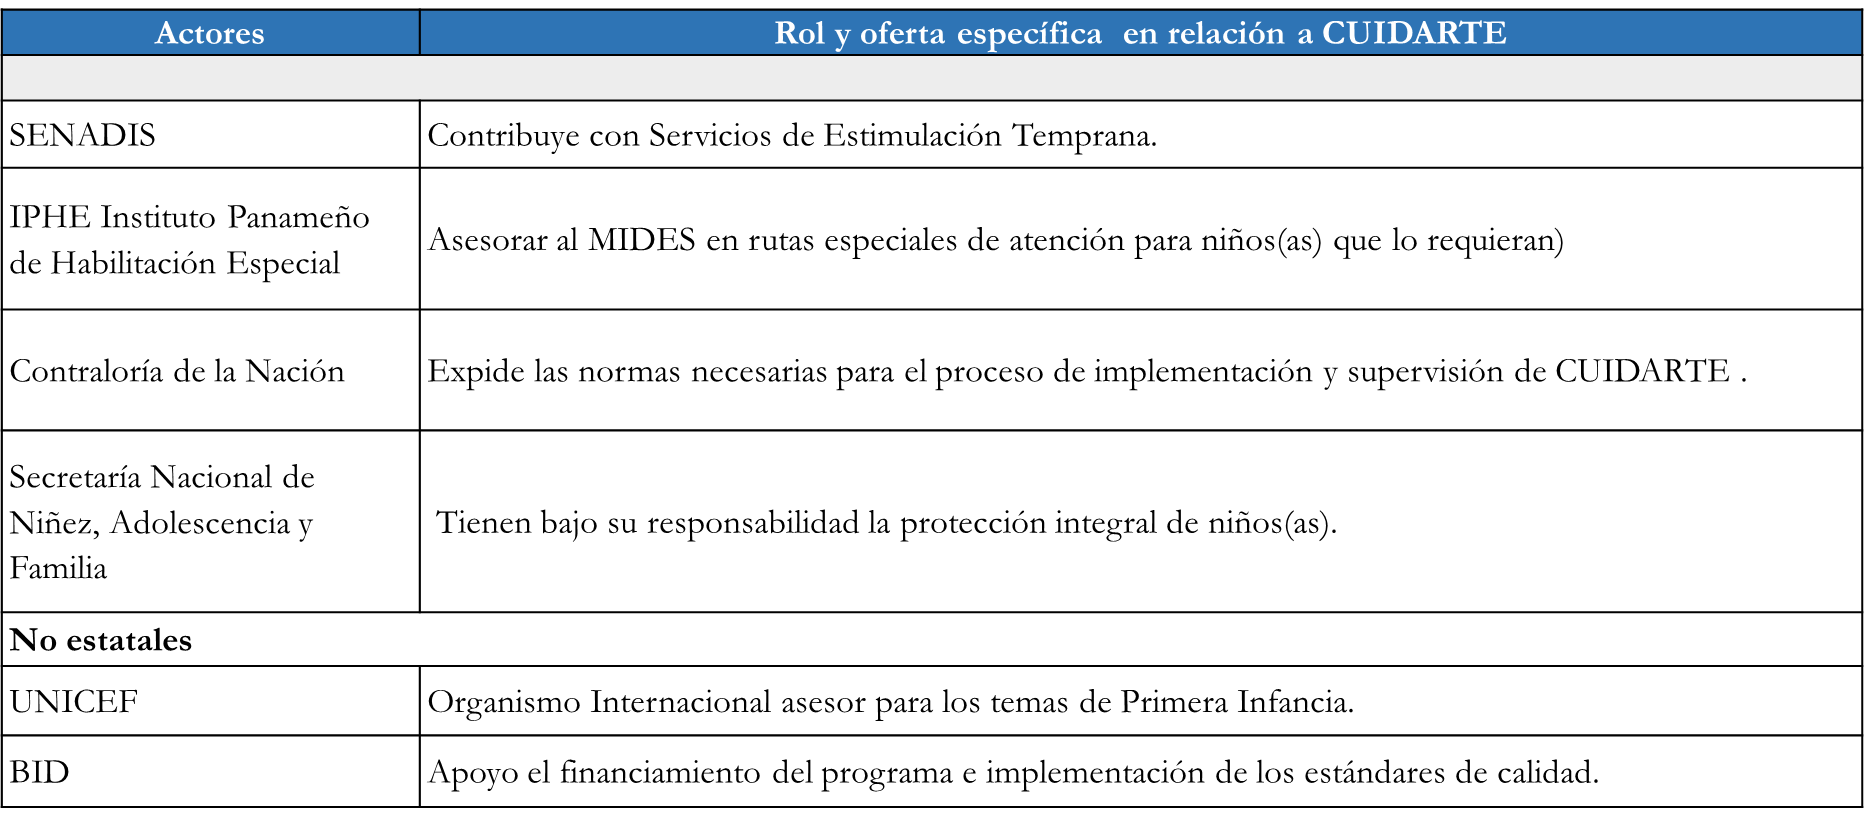 Actores
Rol y oferta específica  en relación a CUIDARTE
SENADIS
Contribuye con Servicios de Estimulación Temprana.
IPHE Instituto Panameño
de Habilitación Especial
Asesorar al MIDES en rutas especiales de atención para niños(as) que lo requieran)
Contraloría de la Nación
Expide las normas necesarias para el proceso de implementación y supervisión de CUIDARTE .
Secretaría Nacional de
Niñez, Adolescencia y
Familia
Tienen bajo su responsabilidad la protección integral de niños(as).
No estatales
UNICEF
Organismo Internacional asesor para los temas de Primera Infancia.
BID
Apoyo el financiamiento del programa e implementación de los estándares de calidad.